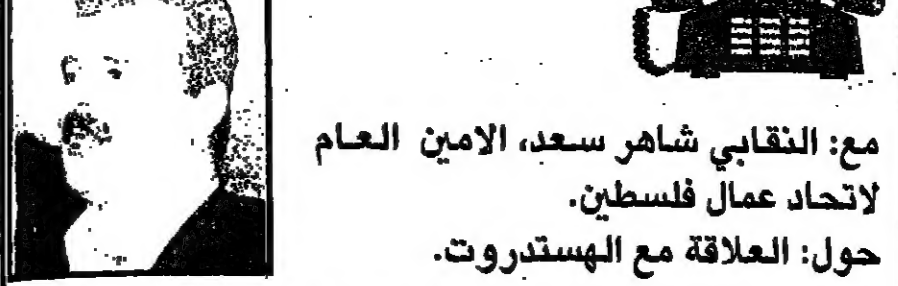 مع: النقابي شاهر سعد، الامين العام
لاتحاد عمال فلسطين.
حول: العلاقة مع الهستدروت.